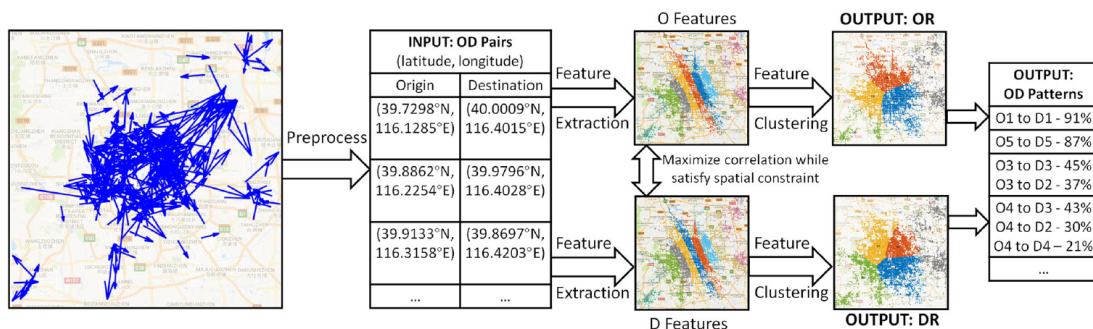 Preprocess
INPUT: OD Pairs
(latitude, longitude)
Origin
Destination
(39.7298°N,
116.1285°E)
(40.0009°N,
116.4015°E)
(39.8862°N,
116.2254°E)
(39.9796°N,
116.4028°E)
(39.9133°N,
116.3158°E)
(39.8697°N,
116.4203°E)
...
...
Feature
Extraction
Feature
Extraction
O Features
Maximize correlation while
satisfy spatial constraint
D Features
Feature
Clustering
Feature
Clustering
OUTPUT: OR
OUTPUT: DR
OUTPUT:
OD Patterns
O1 to D1 - 91%
O5 to D5 - 87%
O3 to D3 - 45%
O3 to D2 - 37%
O4 to D3 - 43%
O4 to D2 - 30%
O4 to D4 – 21%
...